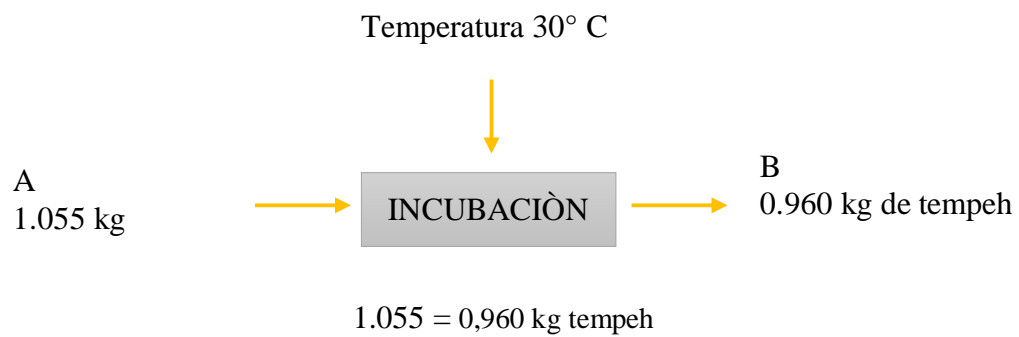 Temperatura 30° C
A
1.055 kg
INCUBACIÒN
B
0.960 kg de tempeh
1.055 = 0,960 kg tempeh